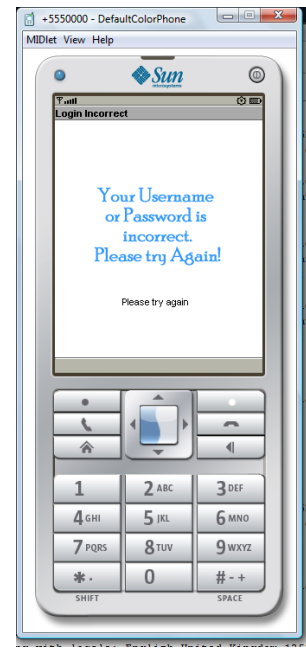 +5550000 - DefaultColorPhone
MIDlet View Help
Sun
microsystems
Login Incorrect
Your Username
or Password is
incorrect.
Please try Again!
Please try again
1 2 ABC 3 DEF
4 GHI 5 JKL 6 MNO
7 PQRS 8 TUV 9 WXYZ
* . 0 # - +
SHIFT SPACE